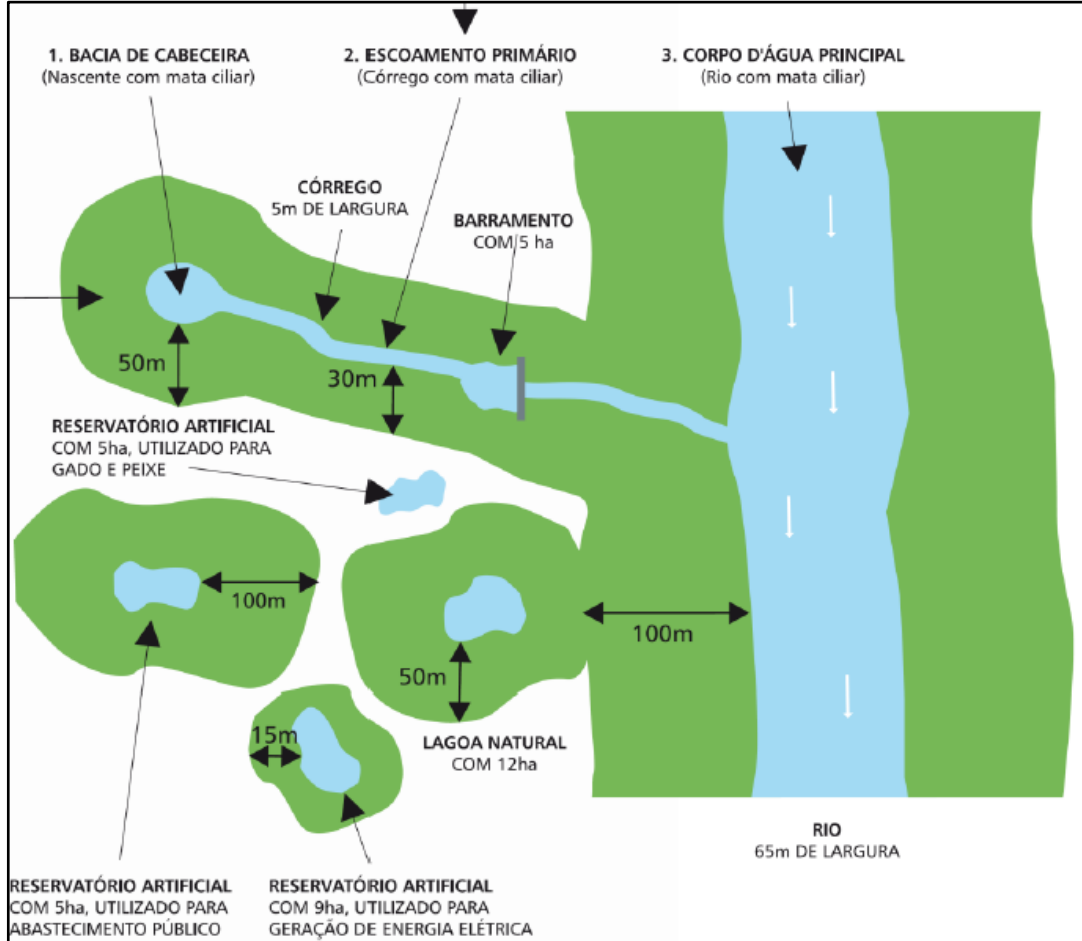 1. BACIA DE CABECEIRA
(Nascente com mata ciliar)
2. ESCOAMENTO PRIMÁRIO
(Córrego com mata ciliar)
3. CORPO D'ÁGUA PRINCIPAL
(Rio com mata ciliar)
CÓRREGO
5m DE LARGURA
BARRAMENTO
COM 5 ha
50m
30m
RESERVATÓRIO ARTIFICIAL
COM 5ha, UTILIZADO PARA
GADO E PEIXE
100m
100m
50m
15m
LAGOA NATURAL
COM 12ha
RIO
65m DE LARGURA
RESERVATÓRIO ARTIFICIAL
COM 5ha, UTILIZADO PARA
ABASTECIMENTO PÚBLICO
RESERVATÓRIO ARTIFICIAL
COM 9ha, UTILIZADO PARA
GERAÇÃO DE ENERGIA ELÉTRICA